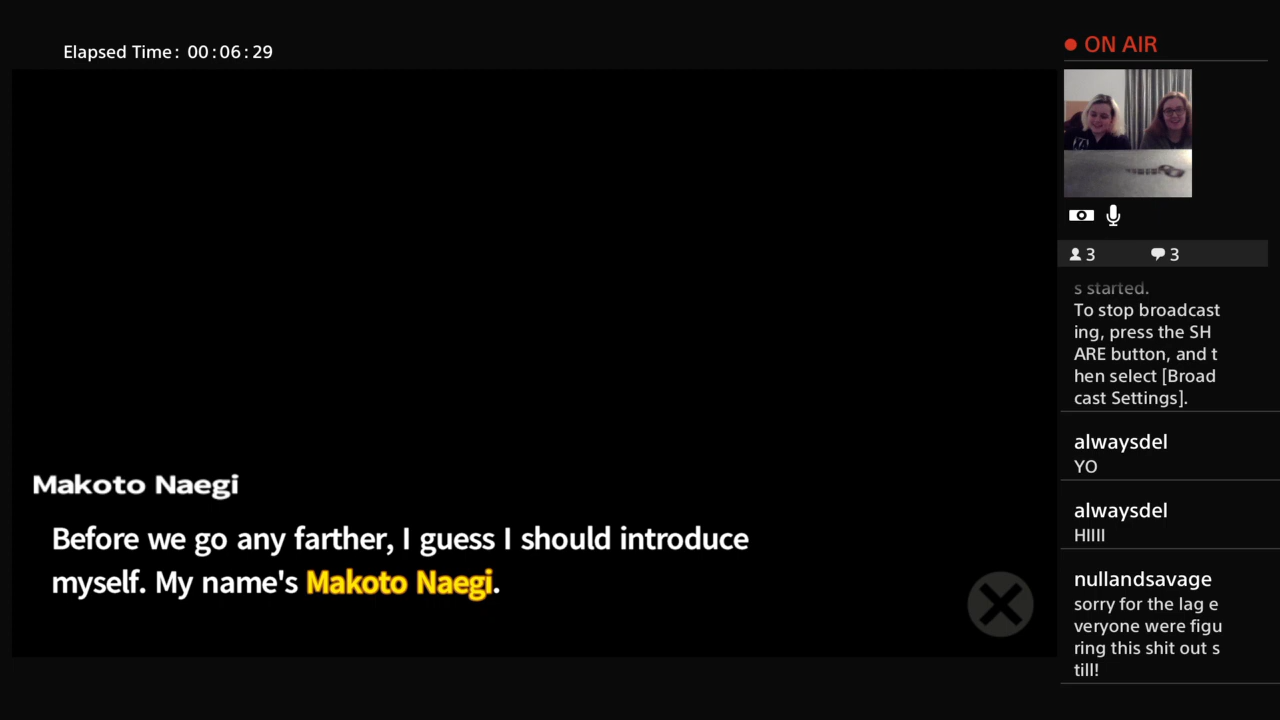 Elapsed Time: 00:06:29
ON AIR
3 3
s started.
To stop broadcast
ing, press the SH
ARE button, and t
hen select [Broad
cast Settings].
alwaysdel
YO
alwaysdel
HIIII
nullandsavage
sorry for the lag e
veryone were figu
ring this shit out s
till!
Makoto Naegi
Before we go any farther, I guess I should introduce
myself. My name's Makoto Naegi.